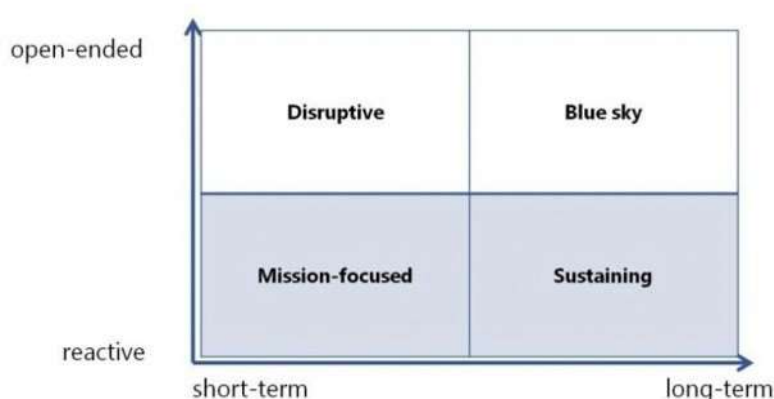 open-ended
Disruptive
Blue sky
Mission-focused
Sustaining
reactive
short-term
long-term